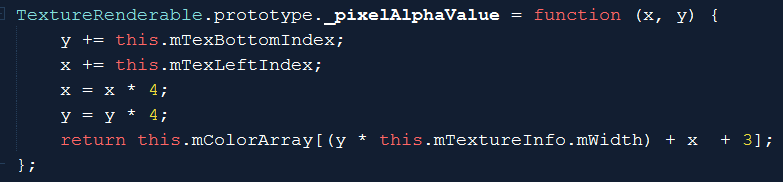 TextureRenderable.prototype._pixelAlphaValue = function (x, y) {
    y += this.mTexBottomIndex;
    x += this.mTexLeftIndex;
    x = x * 4;
    y = y * 4;
    return this.mColorArray[(y * this.mTextureInfo.mWidth) + x  + 3];
};